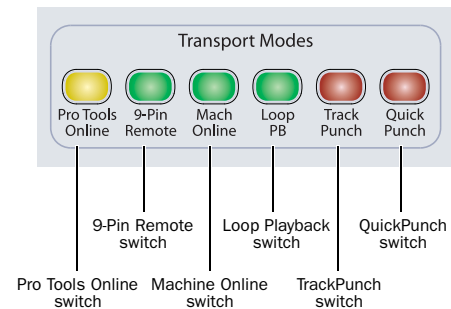 Transport Modes
Pro Tools Online
9-Pin Remote
Mach Online
Loop PB
Track Punch
Quick Punch
9-Pin Remote switch
Loop Playback switch
QuickPunch switch
Pro Tools Online switch
Machine Online switch
TrackPunch switch